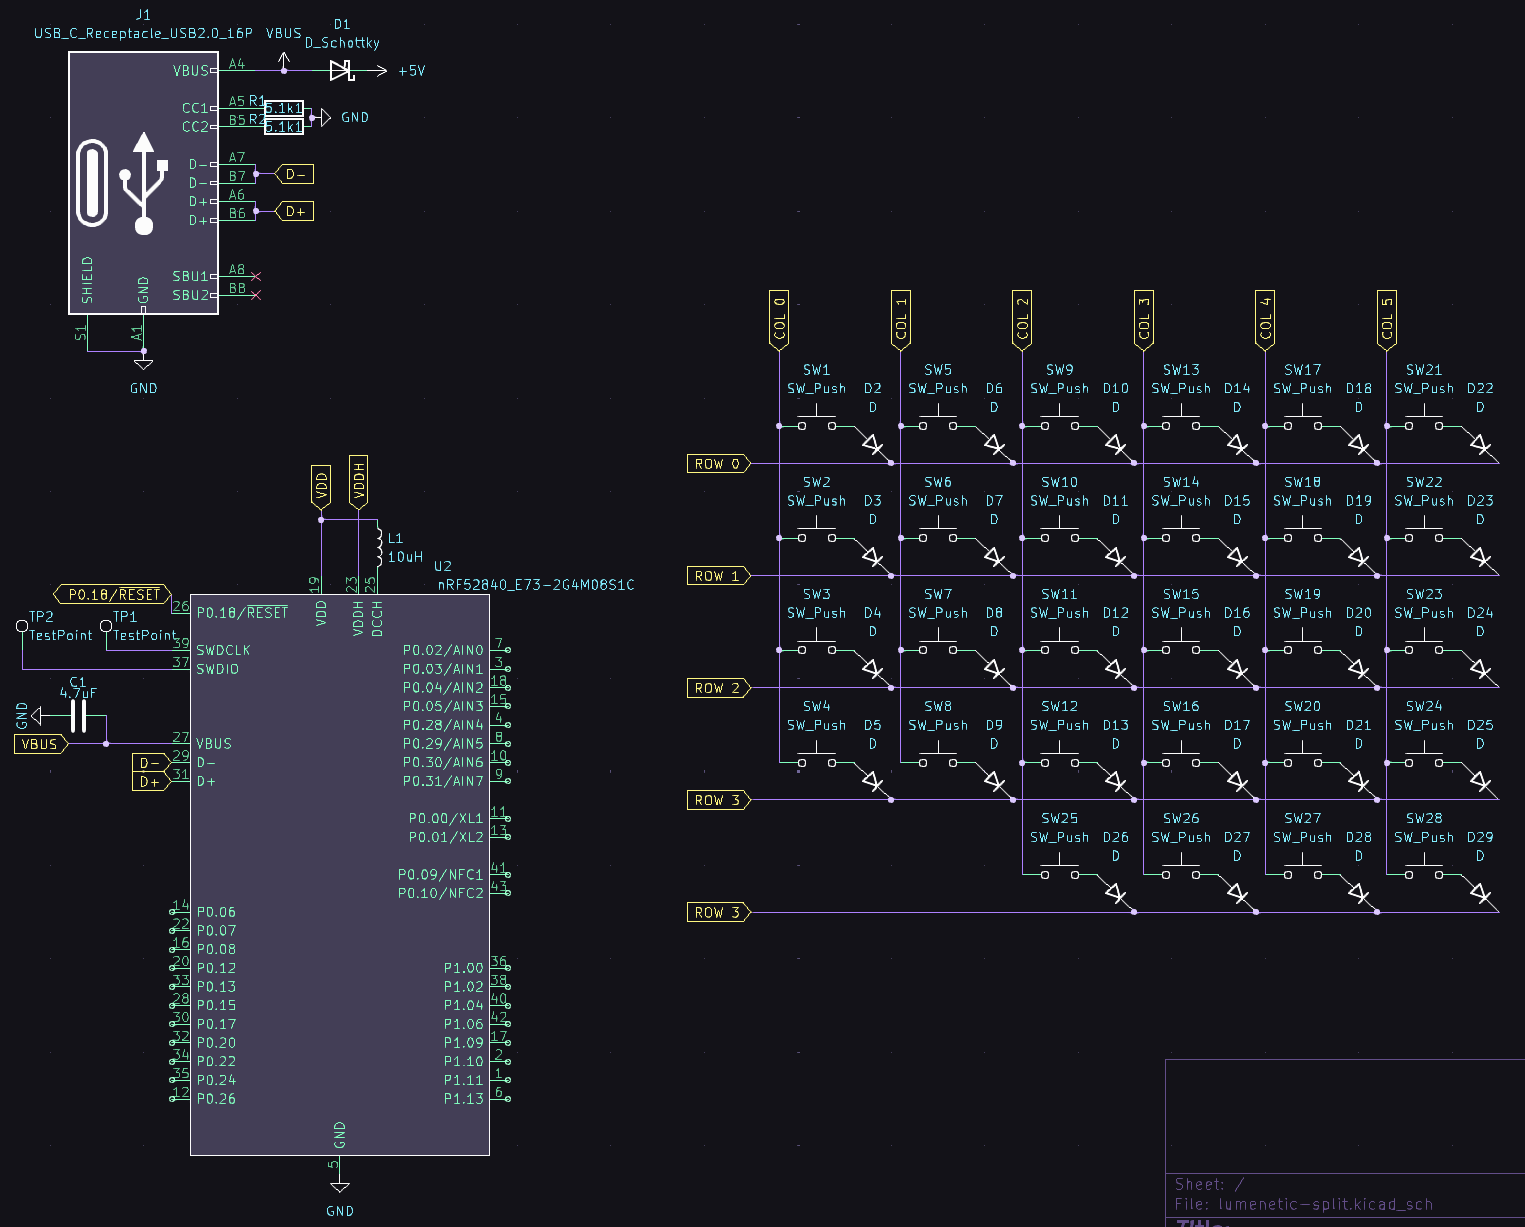 J1
USB_C_Receptacle_USB2.0_16P
VBUS
D1
D_Schottky
VBUS
A4
+5V
CC1
A5
R1
5.1k1
CC2
B5
R2
5.1k1
GND
D-
A7
D-
B7
D-
D+
A6
D+
B6
D+
SBU1
A8
SBU2
B8
SHIELD
GND
S1
A1
GND
VDD
VDDH
L1
10uH
U2
nRF52840_E73-2G4M08S1C
19
23
25
VDD
VDDH
DCCH
P0.18/RESET
26
P0.18/RESET
TP2
TestPoint
TP1
TestPoint
39
SWDCLK
37
SWDIO
C1
4.7uF
GND
VBUS
27
VBUS
D-
29
D-
D+
31
D+
P0.02/AIN0
7
P0.03/AIN1
3
P0.04/AIN2
18
P0.05/AIN3
15
P0.28/AIN4
4
P0.29/AIN5
8
P0.30/AIN6
10
P0.31/AIN7
9
P0.00/XL1
11
P0.01/XL2
13
P0.09/NFC1
41
P0.10/NFC2
43
14
P0.06
22
P0.07
16
P0.08
20
P0.12
33
P0.13
28
P0.15
30
P0.17
32
P0.20
34
P0.22
35
P0.24
12
P0.26
P1.00
36
P1.02
38
P1.04
40
P1.06
42
P1.09
17
P1.10
2
P1.11
1
P1.13
6
GND
5
GND
COL 0
COL 1
COL 2
COL 3
COL 4
COL 5
SW1
SW5
SW9
SW13
SW17
SW21
SW_Push
D2
SW_Push
D6
SW_Push
D10
SW_Push
D14
SW_Push
D18
SW_Push
D22
D
D
D
D
D
D
ROW 0
SW2
SW6
SW10
SW14
SW18
SW22
SW_Push
D3
SW_Push
D7
SW_Push
D11
SW_Push
D15
SW_Push
D19
SW_Push
D23
D
D
D
D
D
D
ROW 1
SW3
SW7
SW11
SW15
SW19
SW23
SW_Push
D4
SW_Push
D8
SW_Push
D12
SW_Push
D16
SW_Push
D20
SW_Push
D24
D
D
D
D
D
D
ROW 2
SW4
SW8
SW12
SW16
SW20
SW24
SW_Push
D5
SW_Push
D9
SW_Push
D13
SW_Push
D17
SW_Push
D21
SW_Push
D25
D
D
D
D
D
D
ROW 3
SW25
SW26
SW27
SW28
SW_Push
D26
SW_Push
D27
SW_Push
D28
SW_Push
D29
D
D
D
D
ROW 3
Sheet: /
File: lumenetic-split.kicad_sch
Title: